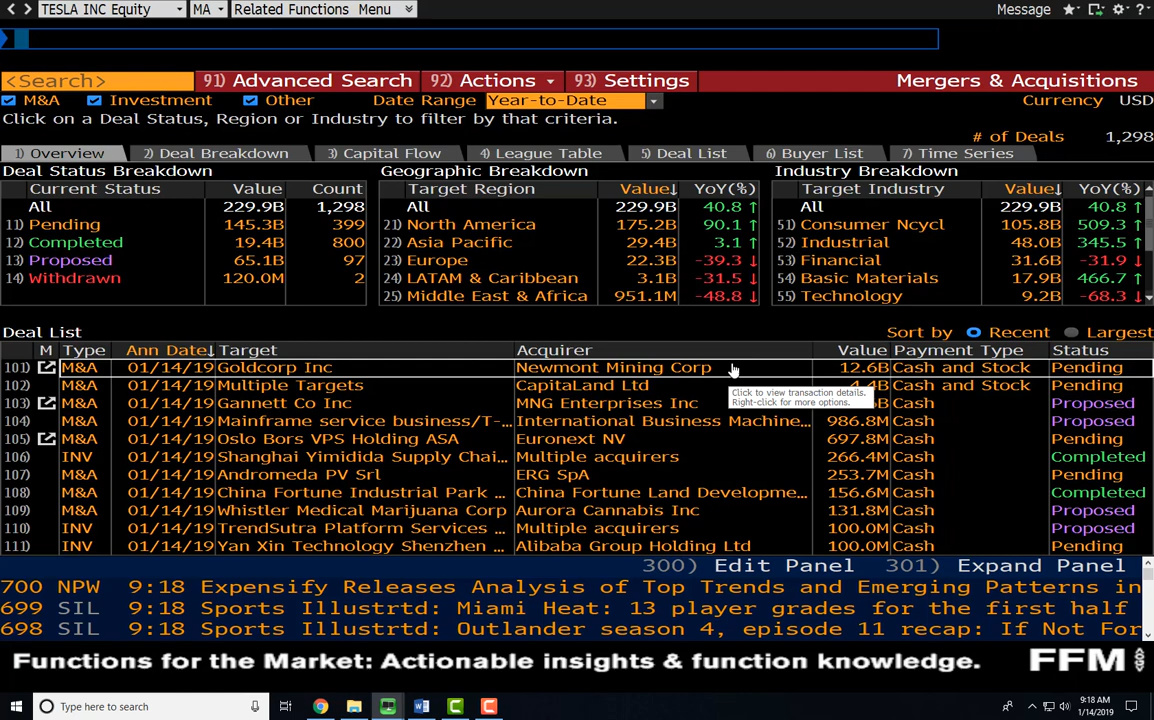 TESLA INC Equity MA Related Functions Menu Message
<Search> 91) Advanced Search 92) Actions 93) Settings Mergers & Acquisitions
M&A Investment Other Date Range Year-to-Date Currency USD
Click on a Deal Status, Region or Industry to filter by that criteria.
# of Deals 1,298
1) Overview 2) Deal Breakdown 3) Capital Flow 4) League Table 5) Deal List 6) Buyer List 7) Time Series
Deal Status Breakdown Geographic Breakdown Industry Breakdown
Current Status Value Count Target Region Value↓ YoY(%) Target Industry Value↓ YoY(%)
All 229.9B 1,298 All 229.9B 40.8 ↑ All 229.9B 40.8 ↑
11) Pending 145.3B 399 21) North America 175.2B 90.1 ↑ 51) Consumer Ncycl 105.8B 509.3 ↑
12) Completed 19.4B 800 22) Asia Pacific 29.4B 3.1 ↑ 52) Industrial 48.0B 345.5 ↑
13) Proposed 65.1B 97 23) Europe 22.3B -39.3 ↓ 53) Financial 31.6B -31.9 ↓
14) Withdrawn 120.0M 2 24) LATAM & Caribbean 3.1B -31.5 ↓ 54) Basic Materials 17.9B 466.7 ↑
25) Middle East & Africa 951.1M -48.8 ↓ 55) Technology 9.2B -68.3 ↓
Deal List Sort by Recent Largest
M Type Ann Date↓ Target Acquirer Value Payment Type Status
101) M&A 01/14/19 Goldcorp Inc Newmont Mining Corp 12.6B Cash and Stock Pending
102) M&A 01/14/19 Multiple Targets CapitaLand Ltd 4.4B Cash and Stock Pending
Click to view transaction details.
Right-click for more options.
103) M&A 01/14/19 Gannett Co Inc MNG Enterprises Inc Cash Proposed
104) M&A 01/14/19 Mainframe service business/T-... International Business Machine... 986.8M Cash Proposed
105) M&A 01/14/19 Oslo Bors VPS Holding ASA Euronext NV 697.8M Cash Pending
106) INV 01/14/19 Shanghai Yimidida Supply Chai... Multiple acquirers 266.4M Cash Completed
107) M&A 01/14/19 Andromeda PV Srl ERG SpA 253.7M Cash Pending
108) M&A 01/14/19 China Fortune Industrial Park ... China Fortune Land Developme... 156.6M Cash Completed
109) M&A 01/14/19 Whistler Medical Marijuana Corp Aurora Cannabis Inc 131.8M Cash Proposed
110) INV 01/14/19 TrendSutra Platform Services ... Multiple acquirers 100.0M Cash Proposed
111) INV 01/14/19 Yan Xin Technology Shenzhen ... Alibaba Group Holding Ltd 100.0M Cash Pending
300) Edit Panel 301) Expand Panel
700 NPW 9:18 Expensify Releases Analysis of Top Trends and Emerging Patterns in
699 SIL 9:18 Sports Illustrtd: Miami Heat: 13 player grades for the first half
698 SIL 9:18 Sports Illustrtd: Outlander season 4, episode 11 recap: If Not For
Functions for the Market: Actionable insights & function knowledge. FFM
Type here to search
9:18 AM
1/14/2019